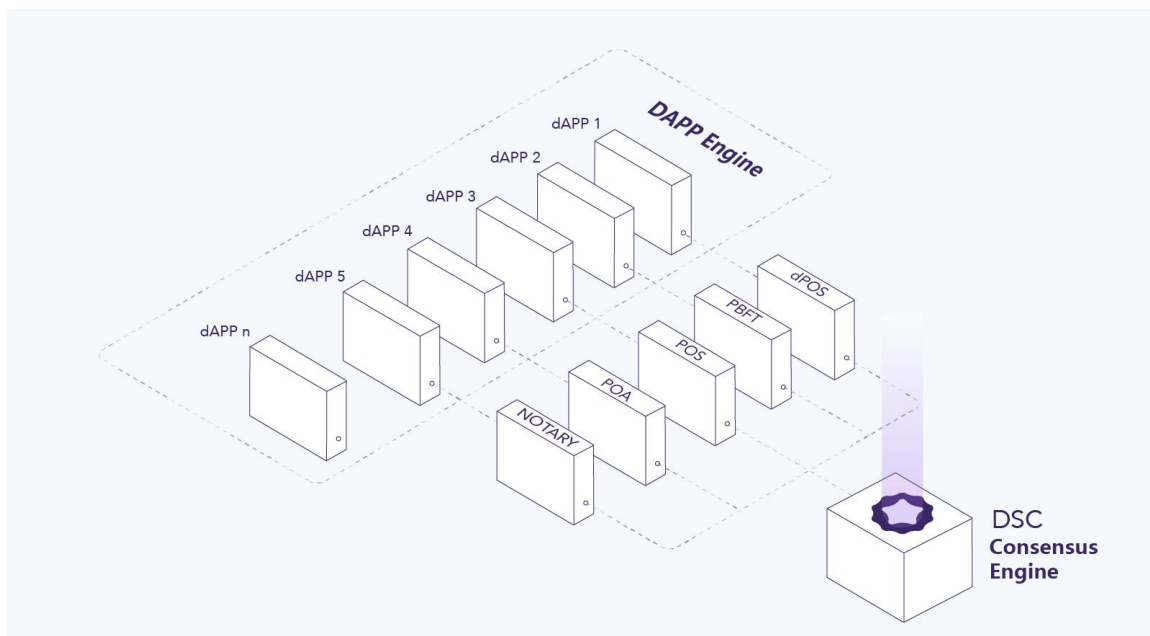 DAPP Engine
dAPP 1
dAPP 2
dAPP 3
dAPP 4
dAPP 5
dAPP n
dPOS
PBFT
POS
POA
NOTARY
DSC
Consensus
Engine